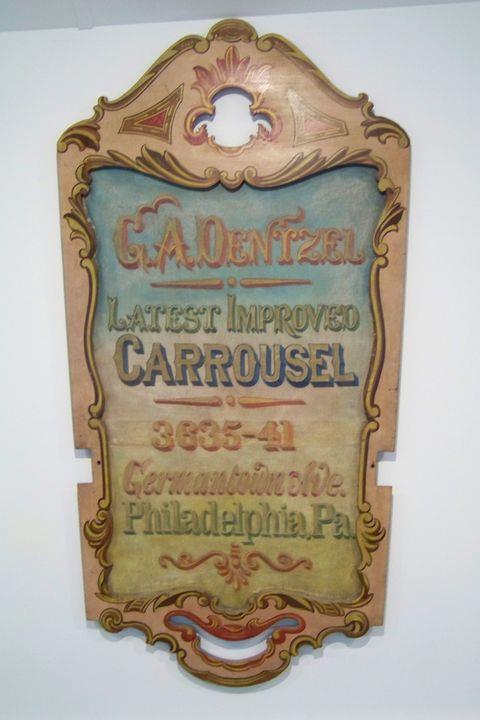 G.A. DENTZEL
LATEST IMPROVED
CARROUSEL
3635-41
Germantown Ave.
Philadelphia, Pa.